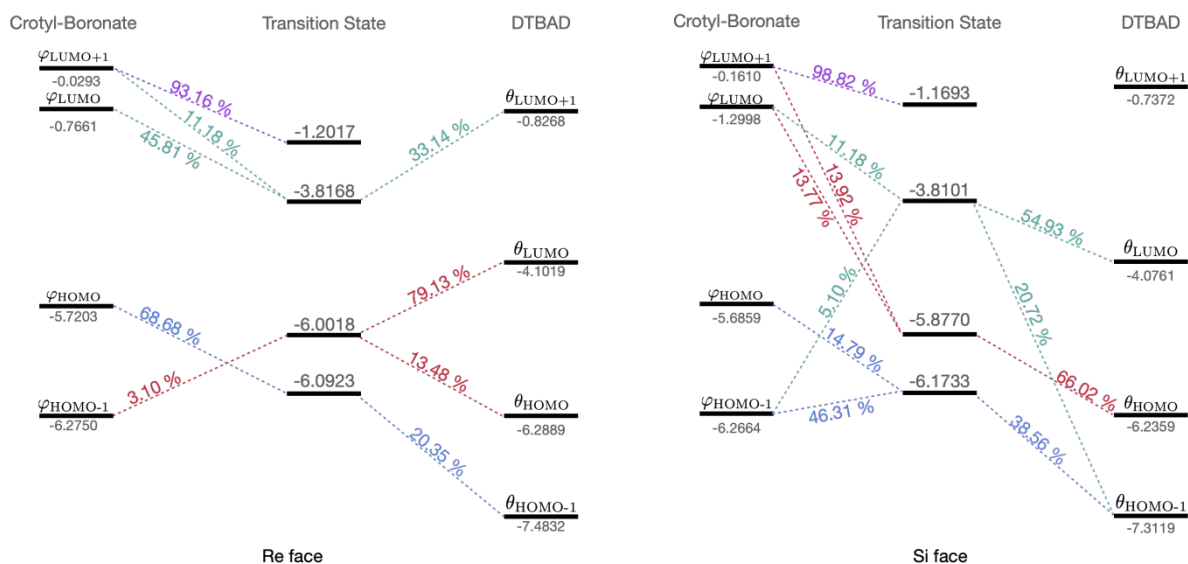 Crotyl-Boronate Transition State DTBAD
φLUMO+1
-0.0293
φLUMO
-0.7661
93.16 %
11.18 %
45.81 %
-1.2017
-3.8168
33.14 %
θLUMO+1
-0.8268
θLUMO
-4.1019
79.13 %
φHOMO
-5.7203
68.68 %
-6.0018
13.48 %
3.10 %
-6.0923
φHOMO-1
-6.2750
θHOMO
-6.2889
20.35 %
θHOMO-1
-7.4832
Re face
Crotyl-Boronate Transition State DTBAD
φLUMO+1
-0.1610
φLUMO
-1.2998
98.82 %
-1.1693
θLUMO+1
-0.7372
11.18 %
13.92 %
13.77 %
-3.8101
54.93 %
θLUMO
-4.0761
5.10 %
20.72 %
φHOMO
-5.6859
14.79 %
-5.8770
66.02 %
-6.1733
φHOMO-1
-6.2664
46.31 %
θHOMO
-6.2359
38.56 %
θHOMO-1
-7.3119
Si face